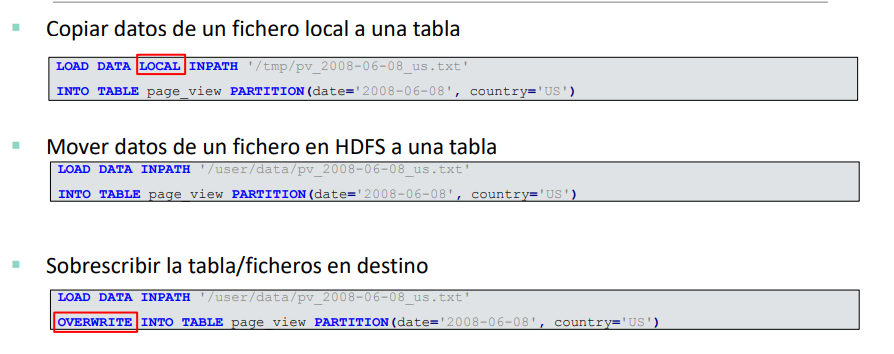 Copiar datos de un fichero local a una tabla
LOAD DATA LOCAL INPATH '/tmp/pv_2008-06-08_us.txt'
INTO TABLE page_view PARTITION(date='2008-06-08', country='US')
Mover datos de un fichero en HDFS a una tabla
LOAD DATA INPATH '/user/data/pv_2008-06-08_us.txt'
INTO TABLE page_view PARTITION(date='2008-06-08', country='US')
Sobrescribir la tabla/ficheros en destino
LOAD DATA INPATH '/user/data/pv_2008-06-08_us.txt'
OVERWRITE INTO TABLE page_view PARTITION(date='2008-06-08', country='US')